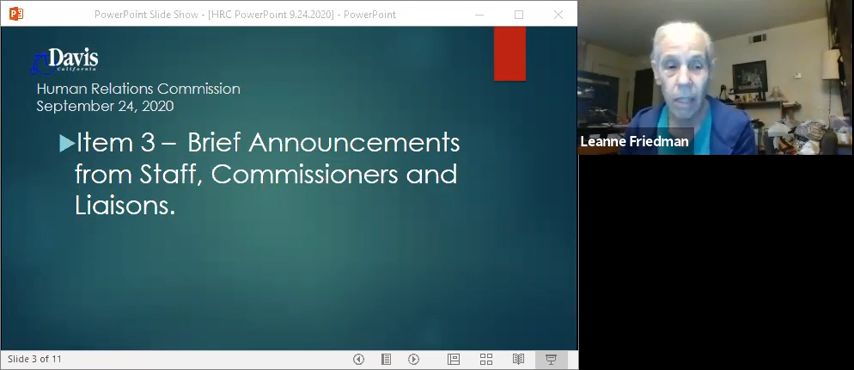 PowerPoint Slide Show - [HRC PowerPoint 9.24.2020] - PowerPoint
Davis
California
Human Relations Commission
September 24, 2020
Item 3 – Brief Announcements
from Staff, Commissioners and
Liaisons.
Leanne Friedman
Slide 3 of 11